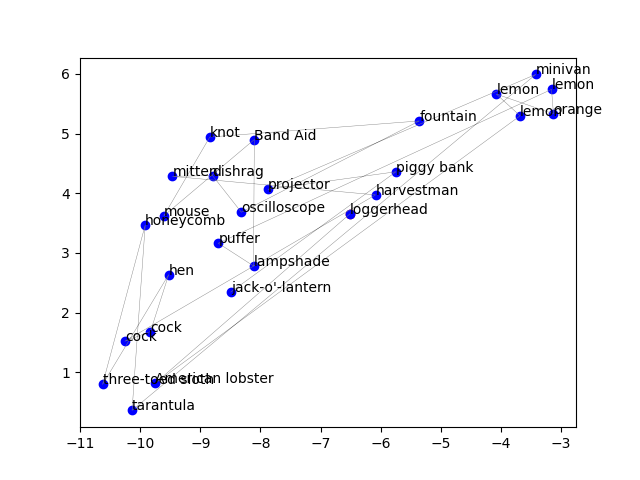 6
minivan
lemon
lemon
lemon
orange
fountain
5
knot
Band Aid
mitten
dishrag
piggy bank
4
projector
harvestman
mouse
oscilloscope
loggerhead
honeycomb
puffer
3
lampshade
hen
jack-o'-lantern
2
cock
cock
1
three-toed sloth
American lobster
tarantula
−11 −10 −9 −8 −7 −6 −5 −4 −3